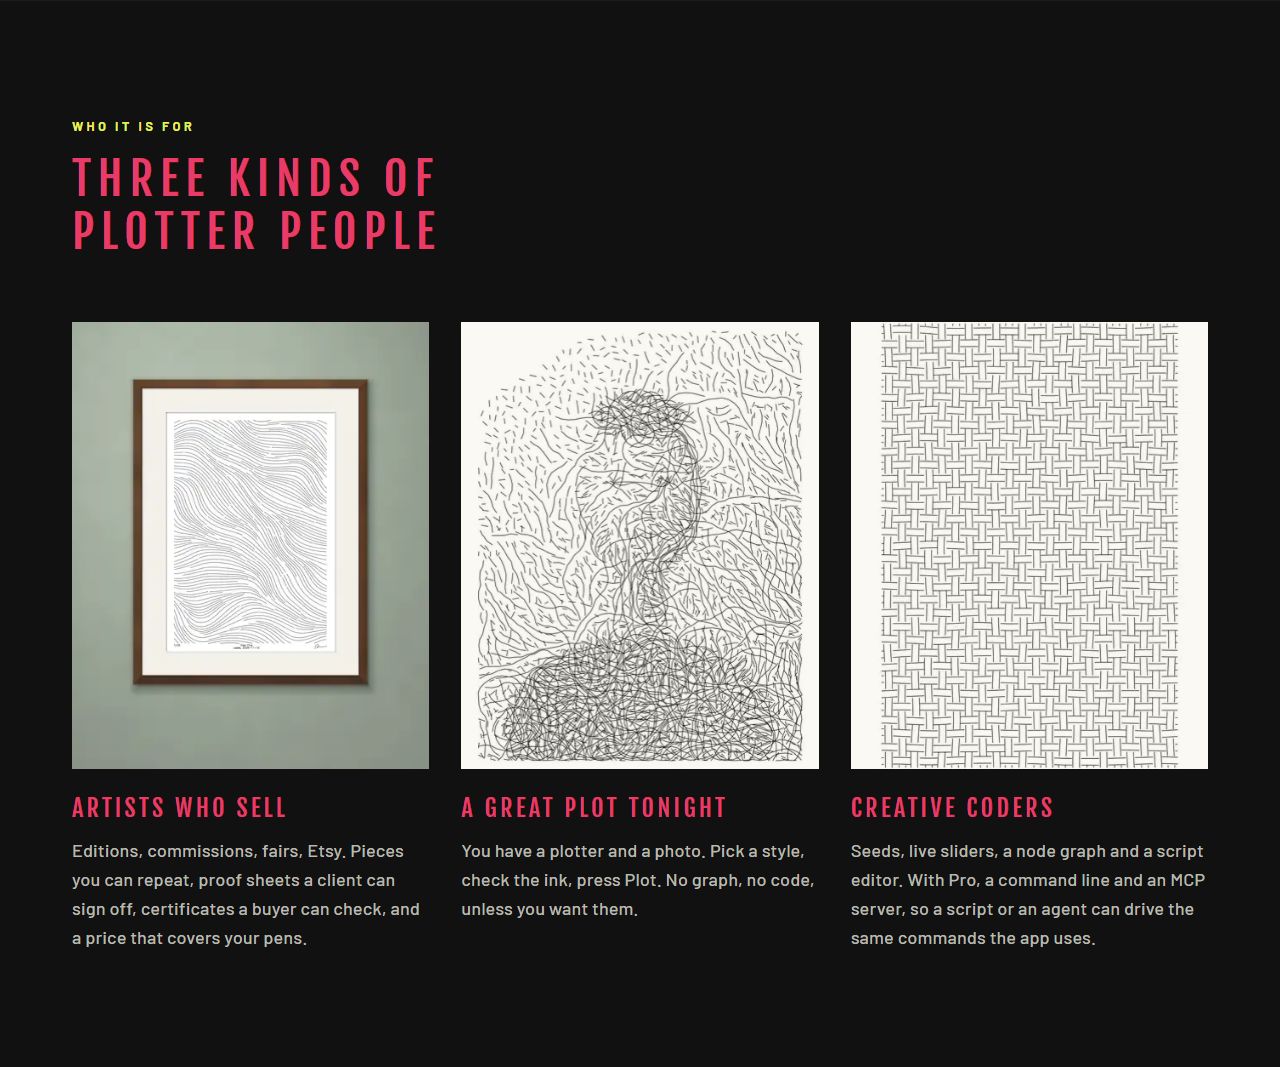 WHO IT IS FOR
THREE KINDS OF
PLOTTER PEOPLE
ARTISTS WHO SELL
Editions, commissions, fairs, Etsy. Pieces
you can repeat, proof sheets a client can
sign off, certificates a buyer can check, and
a price that covers your pens.
A GREAT PLOT TONIGHT
You have a plotter and a photo. Pick a style,
check the ink, press Plot. No graph, no code,
unless you want them.
CREATIVE CODERS
Seeds, live sliders, a node graph and a script
editor. With Pro, a command line and an MCP
server, so a script or an agent can drive the
same commands the app uses.